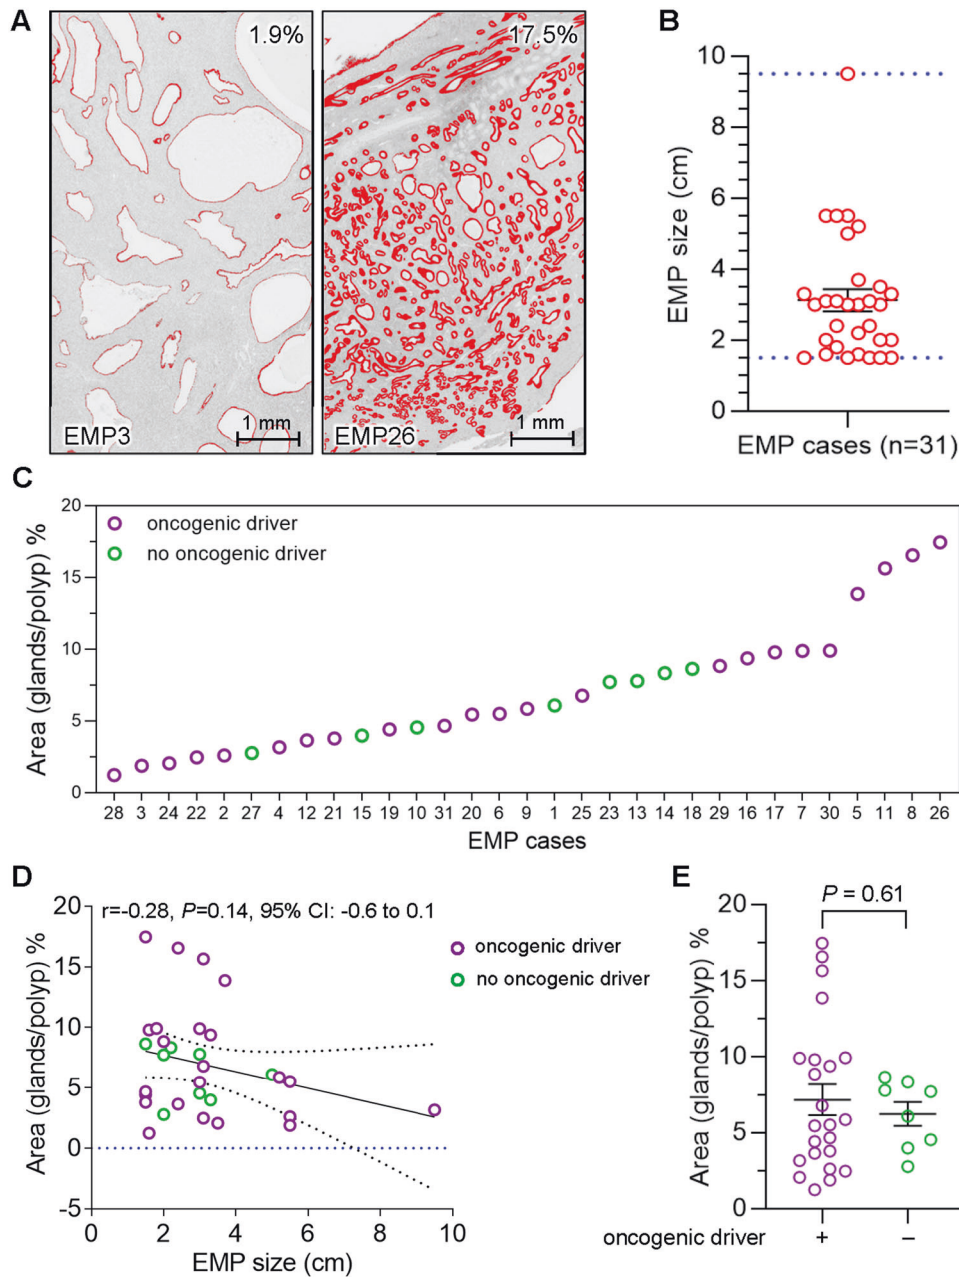 A
1.9%
17.5%
EMP3
1 mm
EMP26
1 mm
B
EMP size (cm)
10
8
6
4
2
0
EMP cases (n=31)
C
Area (glands/polyp) %
20
15
10
5
0
oncogenic driver
no oncogenic driver
28 3 24 22 2 27 4 12 21 15 19 10 31 20 6 9 1 25 23 13 14 18 29 16 17 7 30 5 11 8 26
EMP cases
D
Area (glands/polyp) %
20
15
10
5
0
-5
r=-0.28, P=0.14, 95% CI: -0.6 to 0.1
oncogenic driver
no oncogenic driver
0 2 4 6 8 10
EMP size (cm)
E
P = 0.61
Area (glands/polyp) %
20
15
10
5
0
oncogenic driver + −